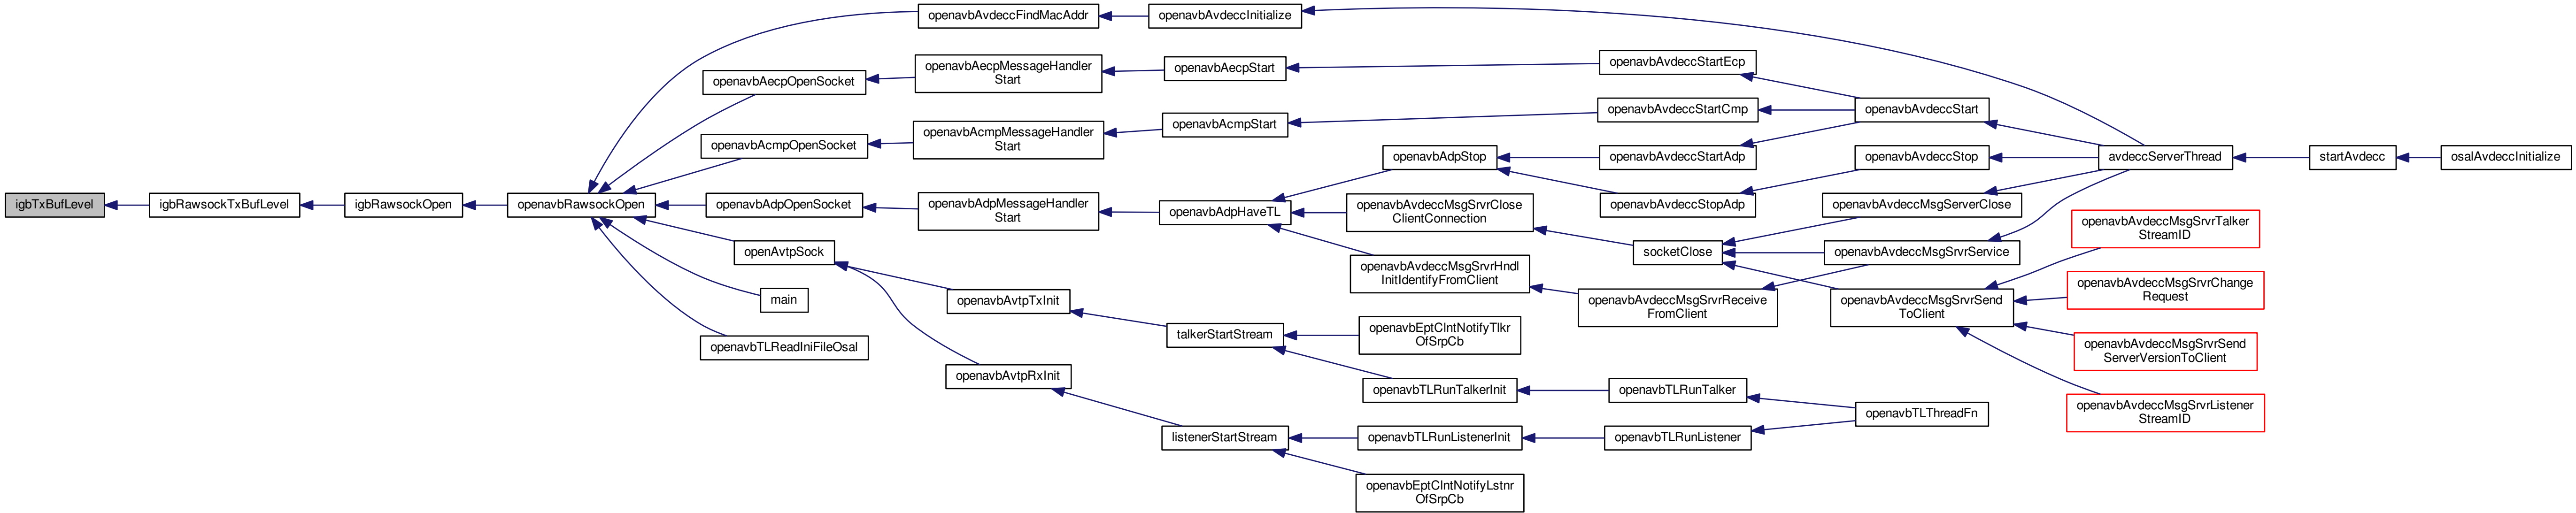 igbTxBufLevel
igbRawsockTxBufLevel
igbRawsockOpen
openavbRawsockOpen
openavbAvdeccFindMacAddr
openavbAecpOpenSocket
openavbAcmpOpenSocket
openavbAdpOpenSocket
openAvtpSock
main
openavbTLReadIniFileOsal
openavbAvdeccInitialize
openavbAecpMessageHandler
Start
openavbAcmpMessageHandler
Start
openavbAdpMessageHandler
Start
openavbAvtpTxInit
openavbAvtpRxInit
openavbAecpStart
openavbAcmpStart
openavbAdpHaveTL
talkerStartStream
listenerStartStream
openavbAdpStop
openavbAvdeccMsgSrvrClose
ClientConnection
openavbAvdeccMsgSrvrHndl
InitIdentifyFromClient
openavbEptClntNotifyTlkr
OfSrpCb
openavbTLRunTalkerInit
openavbTLRunListenerInit
openavbEptClntNotifyLstnr
OfSrpCb
openavbAvdeccStartEcp
openavbAvdeccStartCmp
openavbAvdeccStartAdp
openavbAvdeccStopAdp
socketClose
openavbAvdeccMsgSrvrReceive
FromClient
openavbTLRunTalker
openavbTLRunListener
openavbAvdeccStart
openavbAvdeccStop
openavbAvdeccMsgServerClose
openavbAvdeccMsgSrvrService
openavbAvdeccMsgSrvrSend
ToClient
openavbTLThreadFn
avdeccServerThread
openavbAvdeccMsgSrvrTalker
StreamID
openavbAvdeccMsgSrvrChange
Request
openavbAvdeccMsgSrvrSend
ServerVersionToClient
openavbAvdeccMsgSrvrListener
StreamID
startAvdecc
osalAvdeccInitialize